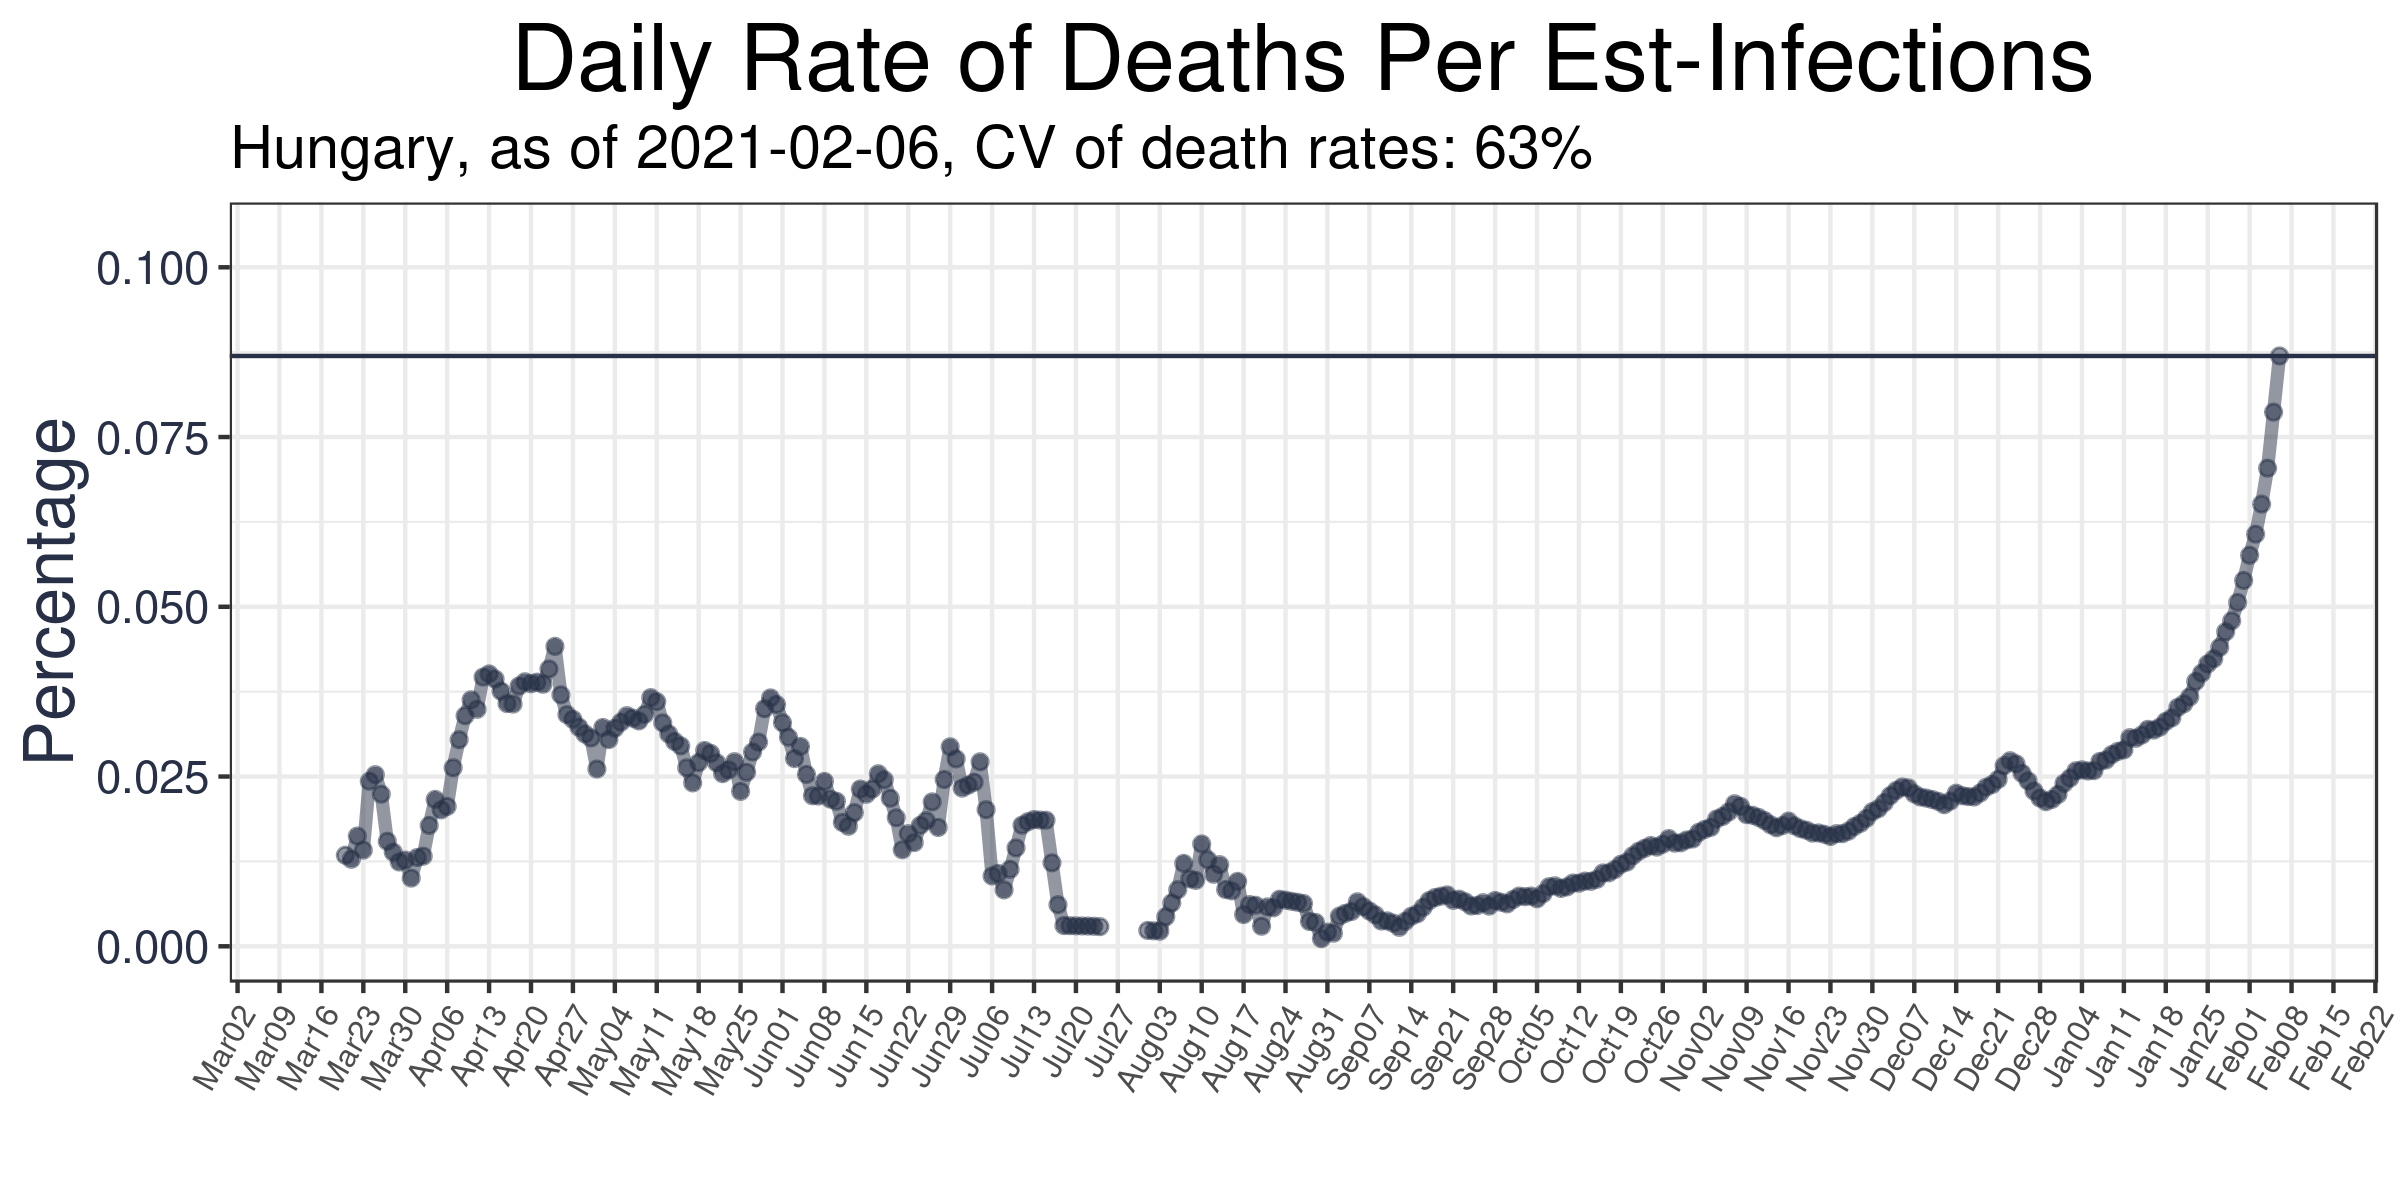 Daily Rate of Deaths Per Est-Infections
Hungary, as of 2021-02-06, CV of death rates: 63%
Percentage
0.100
0.075
0.050
0.025
0.000
Mar02
Mar09
Mar16
Mar23
Mar30
Apr06
Apr13
Apr20
Apr27
May04
May11
May18
May25
Jun01
Jun08
Jun15
Jun22
Jun29
Jul06
Jul13
Jul20
Jul27
Aug03
Aug10
Aug17
Aug24
Aug31
Sep07
Sep14
Sep21
Sep28
Oct05
Oct12
Oct19
Oct26
Nov02
Nov09
Nov16
Nov23
Nov30
Dec07
Dec14
Dec21
Dec28
Jan04
Jan11
Jan18
Jan25
Feb01
Feb08
Feb15
Feb22